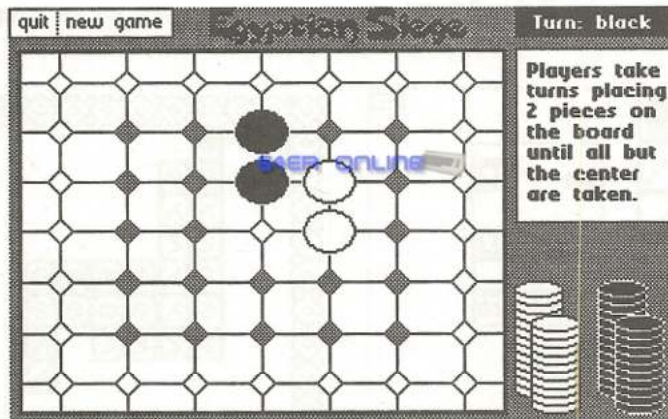 quit new game
Egyptian Siege
Turn: black
Players take
turns placing
2 pieces on
the board
until all but
the center
are taken.
64ER ONLINE